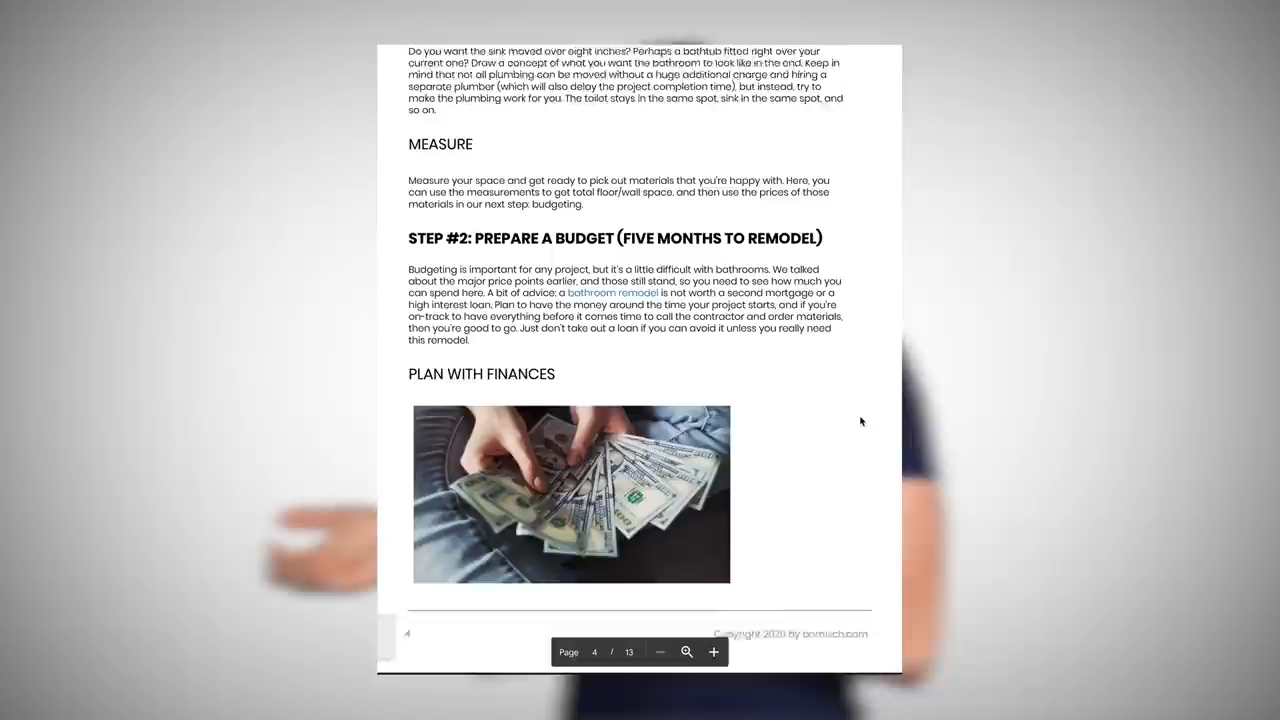 Do you want the sink moved over eight inches? Perhaps a bathtub fitted right over your
current one? Draw a concept of what you want the bathroom to look like in the end. Keep in
mind that not all plumbing can be moved without a huge additional charge and hiring a
separate plumber (which will also delay the project completion time), but instead, try to
make the plumbing work for you. The toilet stays in the same spot, sink in the same spot, and
so on.
MEASURE
Measure your space and get ready to pick out materials that you're happy with. Here, you
can use the measurements to get total floor/wall space. and then use the prices of those
materials in our next step: budgeting.
STEP #2: PREPARE A BUDGET (FIVE MONTHS TO REMODEL)
Budgeting is important for any project, but it's a little difficult with bathrooms. We talked
about the major price points earlier, and those still stand, so you need to see how much you
can spend here. A bit of advice: a bathroom remodel is not worth a second mortgage or a
high interest loan. Plan to have the money around the time your project starts, and if you're
on-track to have everything before it comes time to call the contractor and order materials,
then you're good to go. Just don't take out a loan if you can avoid it unless you really need
this remodel.
PLAN WITH FINANCES
4
Copyright 2020 by
Page 4 / 13